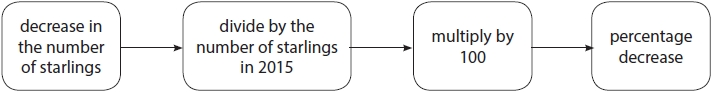 decrease in
the number
of starlings
divide by the
number of starlings
in 2015
multiply by
100
percentage
decrease